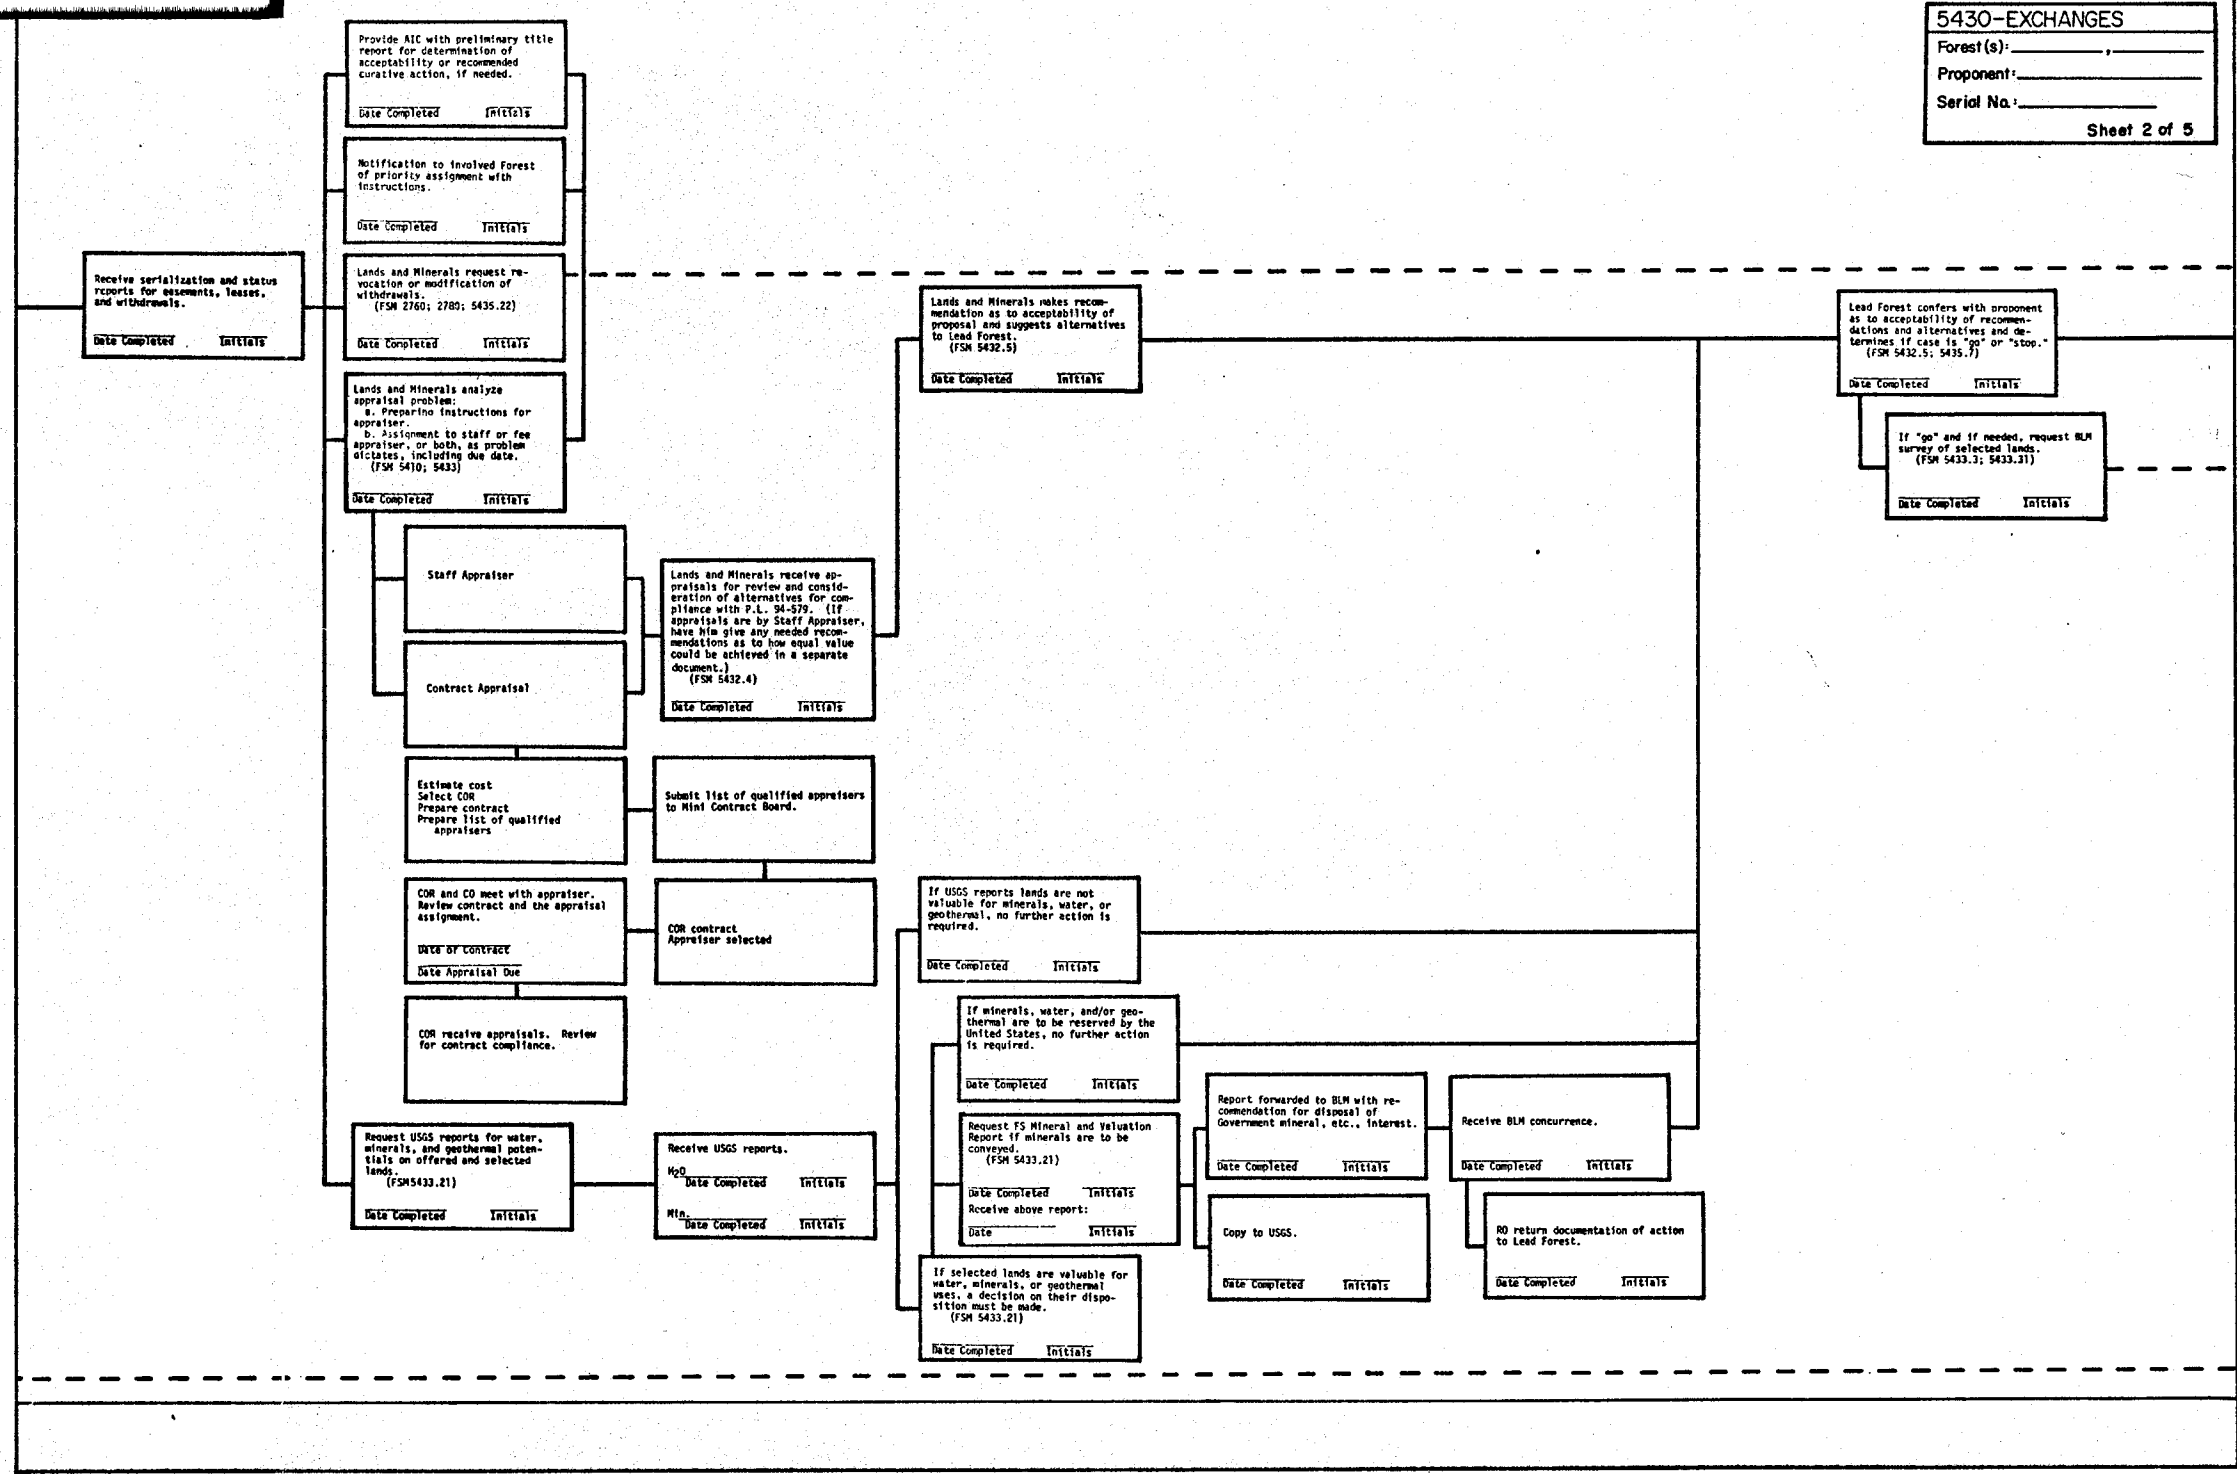 5430-EXCHANGES
Forest(s):
Proponent:
Serial No.:
Sheet 2 of 5
Receive serialization and status
reports for easements, leases,
and withdrawals.
Date Completed Initials
Provide AIC with preliminary title
report for determination of
acceptability or recommended
curative action, if needed.
Date Completed Initials
Notification to involved Forest
of priority assignment with
instructions.
Date Completed Initials
Lands and Minerals request re-
vocation or modification of
withdrawals.
(FSM 2760; 2780; 5435.22)
Date Completed Initials
Lands and Minerals analyze
appraisal problem:
a. Preparing instructions for
appraiser.
b. Assignment to staff or fee
appraiser, or both, as problem
dictates, including due date.
(FSM 5410; 5433)
Date Completed Initials
Staff Appraiser
Contract Appraisal
Lands and Minerals receive ap-
praisals for review and consid-
eration of alternatives for com-
pliance with P.L. 94-579. (If
appraisals are by Staff Appraiser,
have him give any needed recom-
mendations as to how equal value
could be achieved in a separate
document.)
(FSM 5432.4)
Date Completed Initials
Estimate cost
Select COR
Prepare contract
Prepare list of qualified
appraisers
Submit list of qualified appraisers
to Mini Contract Board.
COR contract
Appraiser selected
COR and CO meet with appraiser.
Review contract and the appraisal
assignment.
Date of Contract
Date Appraisal Due
COR receive appraisals. Review
for contract compliance.
Request USGS reports for water,
minerals, and geothermal poten-
tials on offered and selected
lands.
(FSM5433.21)
Date Completed Initials
Receive USGS reports.
H2O
Date Completed Initials
Min.
Date Completed Initials
Lands and Minerals makes recom-
mendation as to acceptability of
proposal and suggests alternatives
to Lead Forest.
(FSM 5432.5)
Date Completed Initials
If USGS reports lands are not
valuable for minerals, water, or
geothermal, no further action is
required.
Date Completed Initials
If minerals, water, and/or geo-
thermal are to be reserved by the
United States, no further action
is required.
Date Completed Initials
Request FS Mineral and Valuation
Report if minerals are to be
conveyed.
(FSM 5433.21)
Date Completed Initials
Receive above report:
Date Initials
If selected lands are valuable for
water, minerals, or geothermal
uses, a decision on their dispo-
sition must be made.
(FSM 5433.21)
Date Completed Initials
Report forwarded to BLM with re-
commendation for disposal of
Government mineral, etc., interest.
Date Completed Initials
Copy to USGS.
Date Completed Initials
Receive BLM concurrence.
Date Completed Initials
RO return documentation of action
to Lead Forest.
Date Completed Initials
Lead Forest confers with proponent
as to acceptability of recommen-
dations and alternatives and de-
termines if case is "go" or "stop."
(FSM 5432.5; 5435.7)
Date Completed Initials
If "go" and if needed, request BLM
survey of selected lands.
(FSM 5433.3; 5433.31)
Date Completed Initials